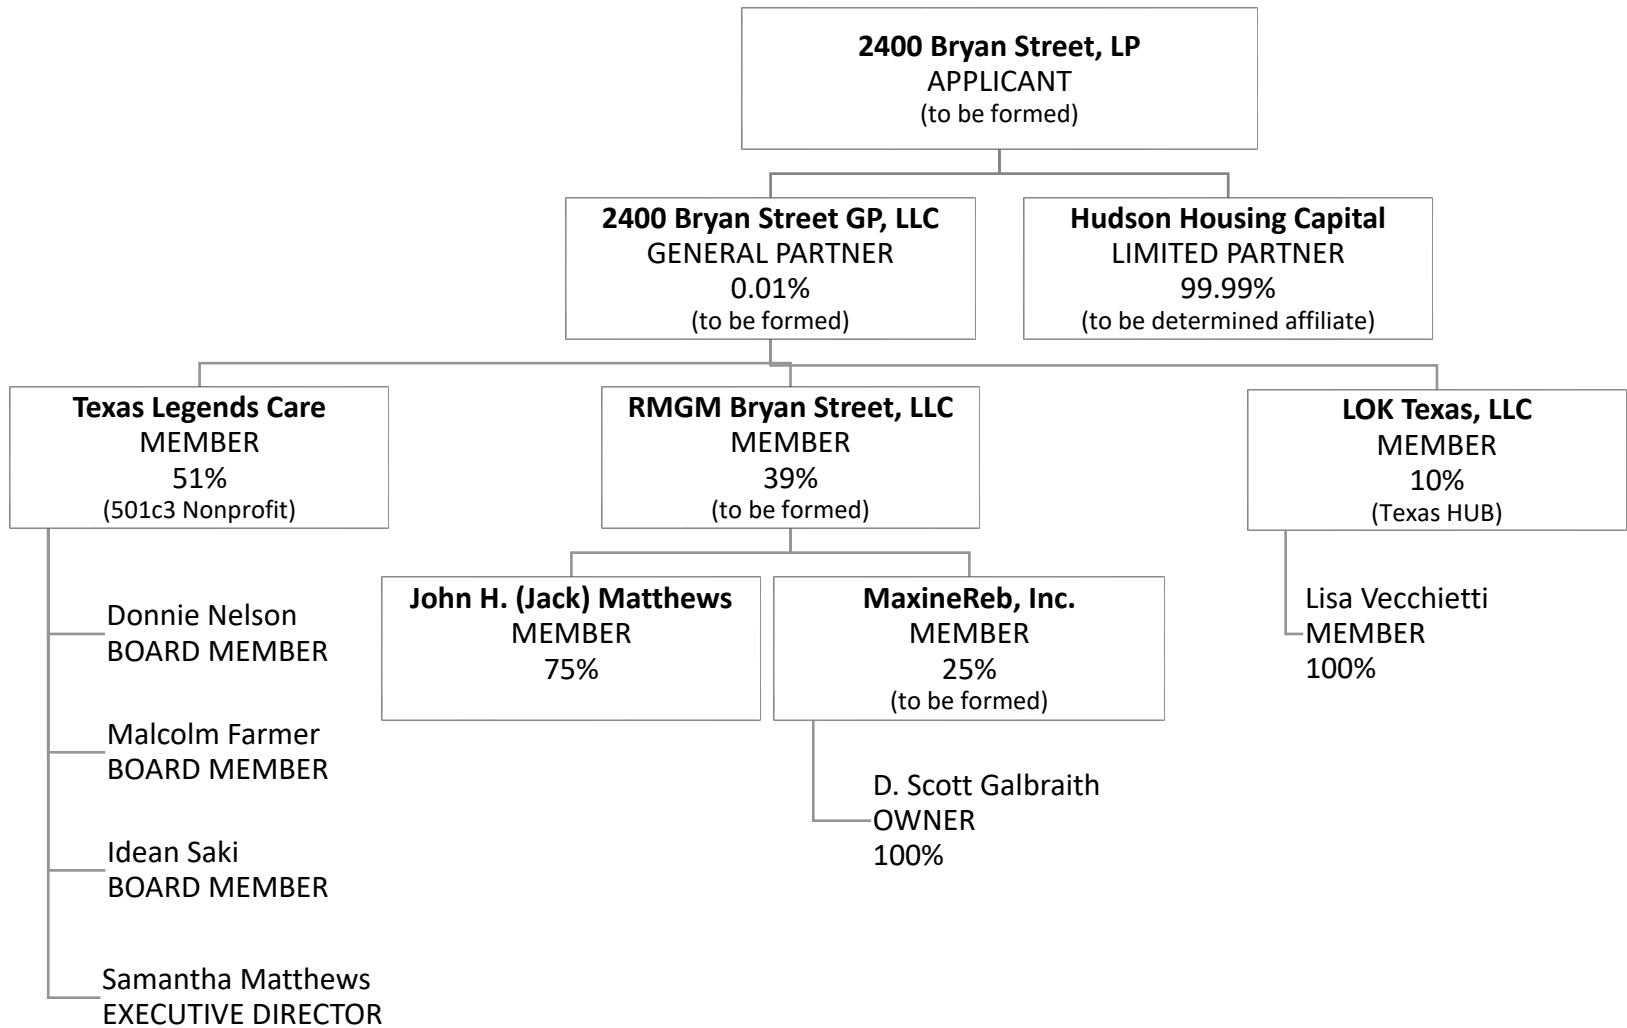 2400 Bryan Street, LP
APPLICANT
(to be formed)
2400 Bryan Street GP, LLC
GENERAL PARTNER
0.01%
(to be formed)
Hudson Housing Capital
LIMITED PARTNER
99.99%
(to be determined affiliate)
Texas Legends Care
MEMBER
51%
(501c3 Nonprofit)
RMGM Bryan Street, LLC
MEMBER
39%
(to be formed)
LOK Texas, LLC
MEMBER
10%
(Texas HUB)
Donnie Nelson
BOARD MEMBER
Malcolm Farmer
BOARD MEMBER
Idean Saki
BOARD MEMBER
Samantha Matthews
EXECUTIVE DIRECTOR
John H. (Jack) Matthews
MEMBER
75%
MaxineReb, Inc.
MEMBER
25%
(to be formed)
D. Scott Galbraith
OWNER
100%
Lisa Vecchietti
MEMBER
100%